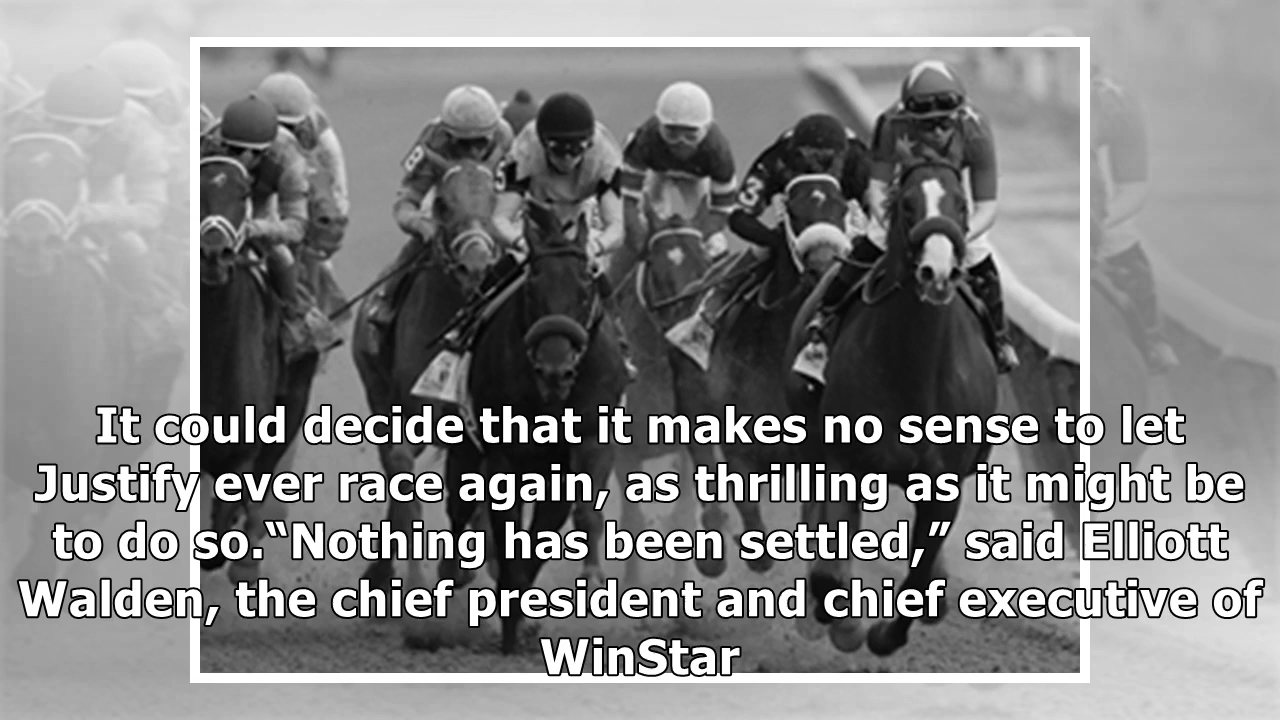 8
3
It could decide that it makes no sense to let
Justify ever race again, as thrilling as it might be
to do so.“Nothing has been settled,” said Elliott
Walden, the chief president and chief executive of
WinStar